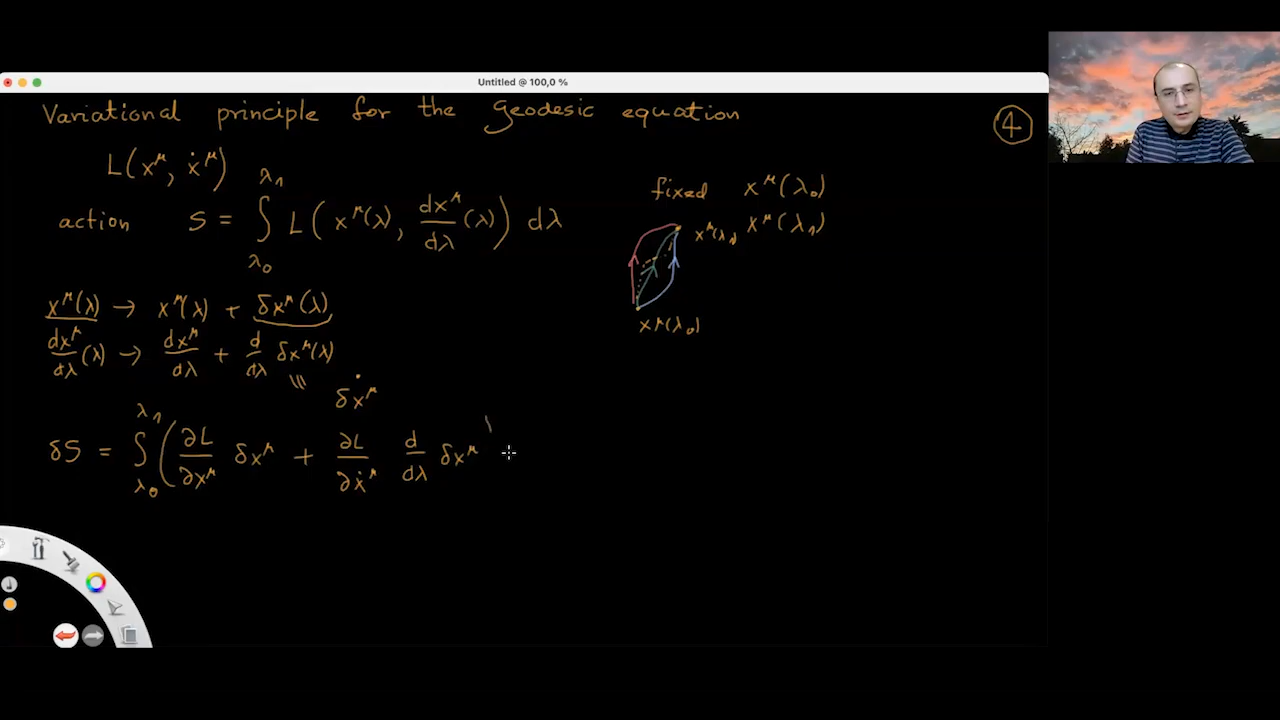 Untitled @ 100,0 %
Variational principle for the geodesic equation
④
L(x^μ, ẋ^μ)
action S = ∫_{λ₀}^{λ₁} L(x^μ(λ), dx^μ/dλ (λ)) dλ
fixed x^μ(λ₀)
x^μ(λ₁) x^μ(λ₁)
x^μ(λ₀)
x^μ(λ) → x^μ(λ) + δx^μ(λ)
dx^μ/dλ (λ) → dx^μ/dλ + d/dλ δx^μ(λ)
δẋ^μ
δS = ∫_{λ₀}^{λ₁} (∂L/∂x^μ δx^μ + ∂L/∂ẋ^μ d/dλ δx^μ